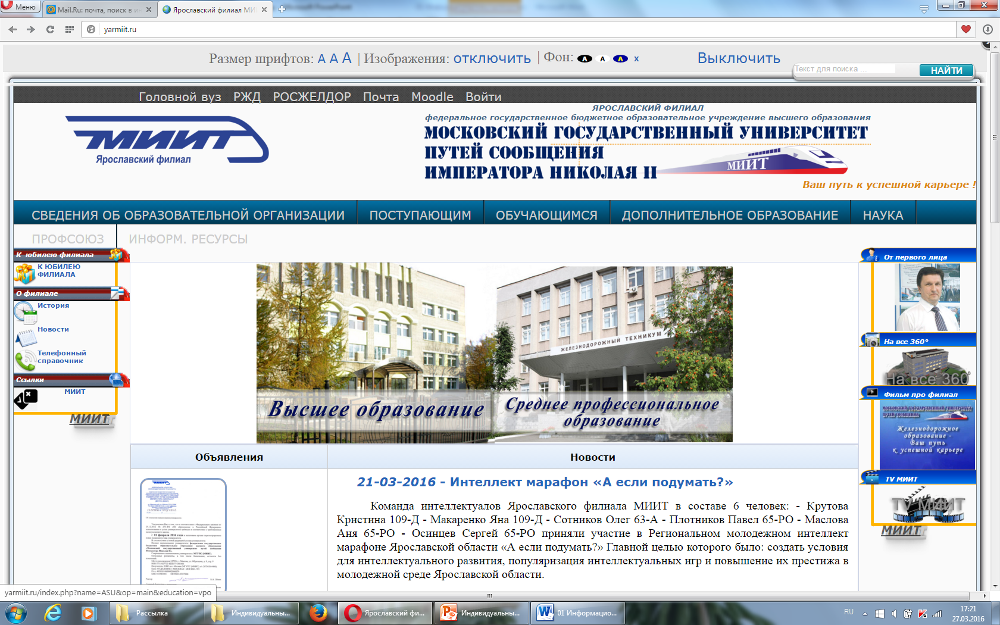 Меню
Mail.Ru: почта, поиск в ин
Ярославский филиал МИИ
yarmiit.ru
Размер шрифтов: A A A | Изображения: отключить | Фон: A A A x
Выключить
Текст для поиска ...
НАЙТИ
Головной вуз РЖД РОСЖЕЛДОР Почта Moodle Войти
МИИТ
Ярославский филиал
ЯРОСЛАВСКИЙ ФИЛИАЛ
федеральное государственное бюджетное образовательное учреждение высшего образования
МОСКОВСКИЙ ГОСУДАРСТВЕННЫЙ УНИВЕРСИТЕТ
ПУТЕЙ СООБЩЕНИЯ
ИМПЕРАТОРА НИКОЛАЯ II
МИИТ
Ваш путь к успешной карьере !
СВЕДЕНИЯ ОБ ОБРАЗОВАТЕЛЬНОЙ ОРГАНИЗАЦИИ ПОСТУПАЮЩИМ ОБУЧАЮЩИМСЯ ДОПОЛНИТЕЛЬНОЕ ОБРАЗОВАНИЕ НАУКА
ПРОФСОЮЗ ИНФОРМ. РЕСУРСЫ
К юбилею филиала
К ЮБИЛЕЮ
ФИЛИАЛА
О филиале
История
Новости
Телефонный
справочник
Ссылки
МИИТ
МИИТ
ЖЕЛЕЗНОДОРОЖНЫЙ ТЕХНИКУМ
Высшее образование
Среднее профессиональное
образование
От первого лица
На все 360°
На все 360°
Фильм про филиал
МОСКОВСКИЙ ГОСУДАРСТВЕННЫЙ УНИВЕРСИТЕТ
ПУТЕЙ СООБЩЕНИЯ
Железнодорожное
образование -
Ваш путь
к успешной карьере
TV МИИТ
TV МИИТ
МИИТ
Объявления
Новости
21-03-2016 - Интеллект марафон «А если подумать?»
Команда интеллектуалов Ярославского филиала МИИТ в составе 6 человек: - Крутова
Кристина 109-Д - Макаренко Яна 109-Д - Сотников Олег 63-А - Плотников Павел 65-РО - Маслова
Аня 65-РО - Осинцев Сергей 65-РО приняли участие в Региональном молодежном интеллект
марафоне Ярославской области «А если подумать?» Главной целью которого было: создать условия
для интеллектуального развития, популяризация интеллектуальных игр и повышение их престижа в
молодежной среде Ярославской области.
yarmiit.ru/index.php?name=ASU&op=main&education=vpo
Рассылка
Индивидуальны...
Ярославский фи...
Индивидуальны...
01 Информацио...
RU
17:21
27.03.2016